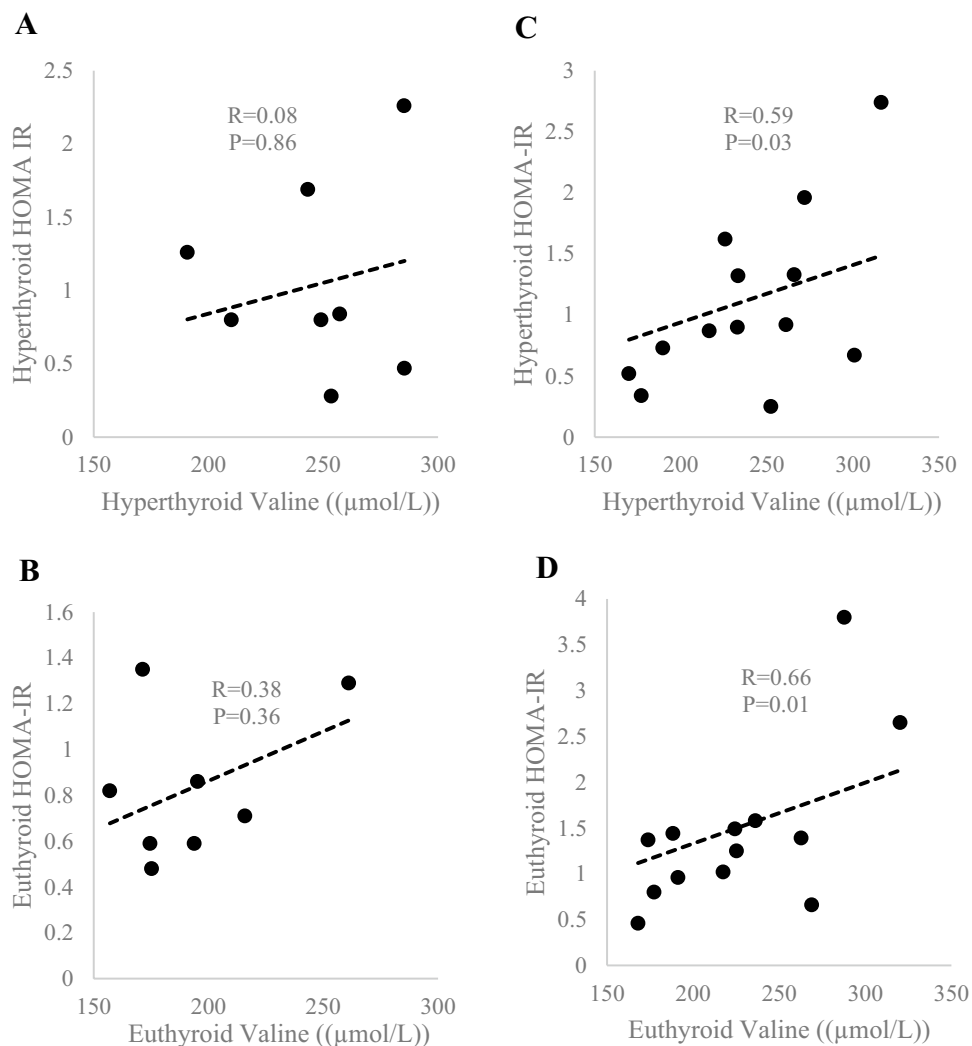 A
Hyperthyroid HOMA IR
2.5
2
1.5
1
0.5
0
R=0.08
P=0.86
150
200
250
300
Hyperthyroid Valine ((µmol/L))
C
Hyperthyroid HOMA-IR
3
2.5
2
1.5
1
0.5
0
R=0.59
P=0.03
150
200
250
300
350
Hyperthyroid Valine ((µmol/L))
B
Euthyroid HOMA-IR
1.6
1.4
1.2
1
0.8
0.6
0.4
0.2
0
R=0.38
P=0.36
150
200
250
300
Euthyroid Valine ((µmol/L))
D
Euthyroid HOMA-IR
4
3.5
3
2.5
2
1.5
1
0.5
0
R=0.66
P=0.01
150
200
250
300
350
Euthyroid Valine ((µmol/L))